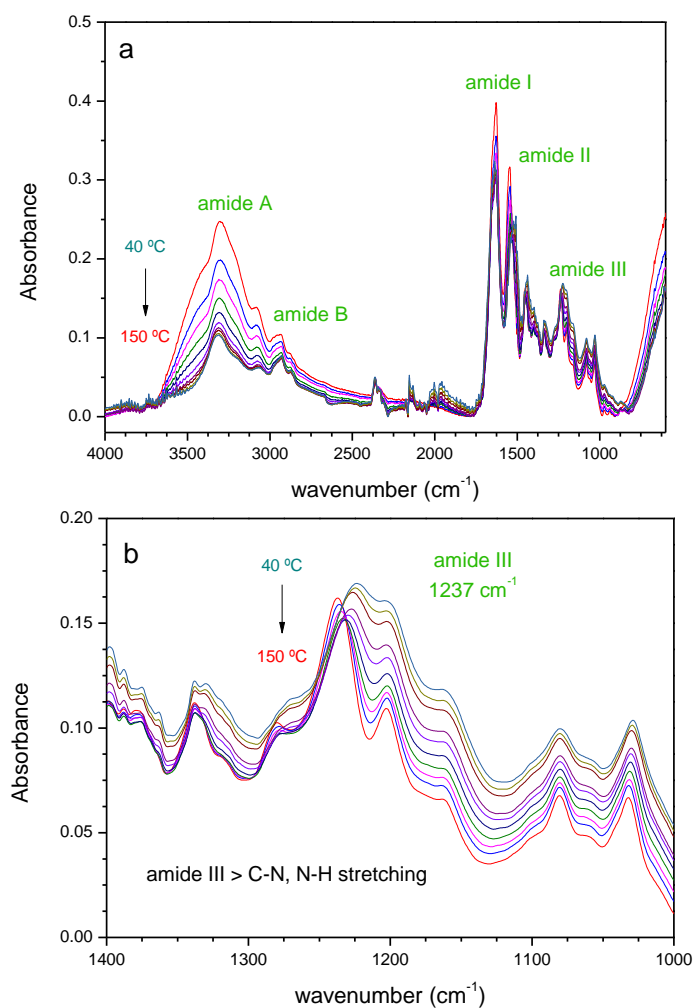 a
amide I
amide II
amide A
40 ºC
150 ºC
amide B
amide III
0.5
0.4
0.3
0.2
0.1
0.0
Absorbance
4000 3500 3000 2500 2000 1500 1000
wavenumber (cm⁻¹)
b
40 ºC
150 ºC
amide III
1237 cm⁻¹
0.20
0.15
0.10
0.05
0.00
Absorbance
amide III > C-N, N-H stretching
1400 1300 1200 1100 1000
wavenumber (cm⁻¹)